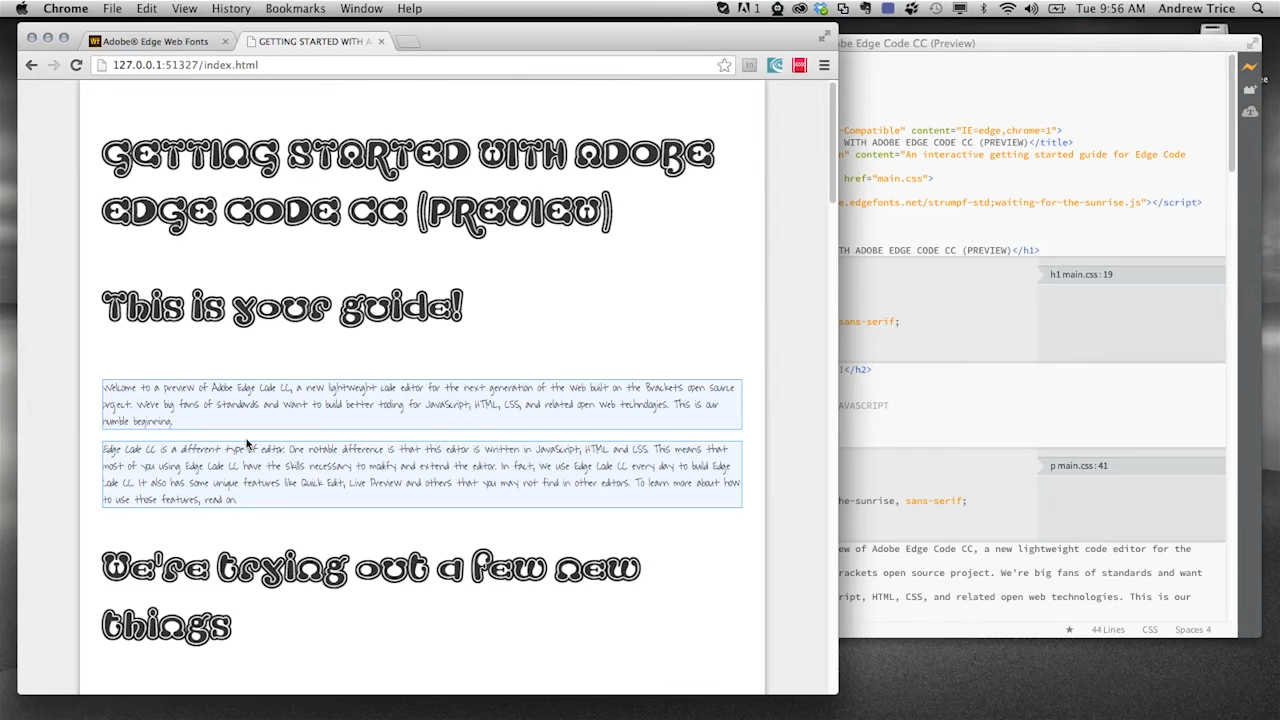 Chrome File Edit View History Bookmarks Window Help
1 Tue 9:56 AM Andrew Trice
Adobe® Edge Web Fonts
GETTING STARTED WITH A
127.0.0.1:51327/index.html
GETTING STARTED WITH ADOBE
EDGE CODE CC (PREVIEW)
This is your guide!
Welcome to a preview of Adobe Edge Code CC, a new lightweight code editor for the next generation of the web built on the Brackets open source
project. We're big fans of standards and want to build better tooling for JavaScript, HTML, CSS, and related open web technologies. This is our
humble beginning.
Edge Code CC is a different type of editor. One notable difference is that this editor is written in JavaScript, HTML and CSS. This means that
most of you using Edge Code CC have the skills necessary to modify and extend the editor. In fact, we use Edge Code CC every day to build Edge
Code CC. It also has some unique features like Quick Edit, Live Preview and others that you may not find in other editors. To learn more about how
to use those features, read on.
We're trying out a few new
things
be Edge Code CC (Preview)
-Compatible" content="IE=edge,chrome=1">
WITH ADOBE EDGE CODE CC (PREVIEW)</title>
n" content="An interactive getting started guide for Edge Code
href="main.css">
e.edgefonts.net/strumpf-std;waiting-for-the-sunrise.js"></script>
TH ADOBE EDGE CODE CC (PREVIEW)</h1>
h1 main.css : 19
sans-serif;
!</h2>
AVASCRIPT
p main.css : 41
he-sunrise, sans-serif;
ew of Adobe Edge Code CC, a new lightweight code editor for the
rackets open source project. We're big fans of standards and want
ript, HTML, CSS, and related open web technologies. This is our
44 Lines CSS Spaces 4